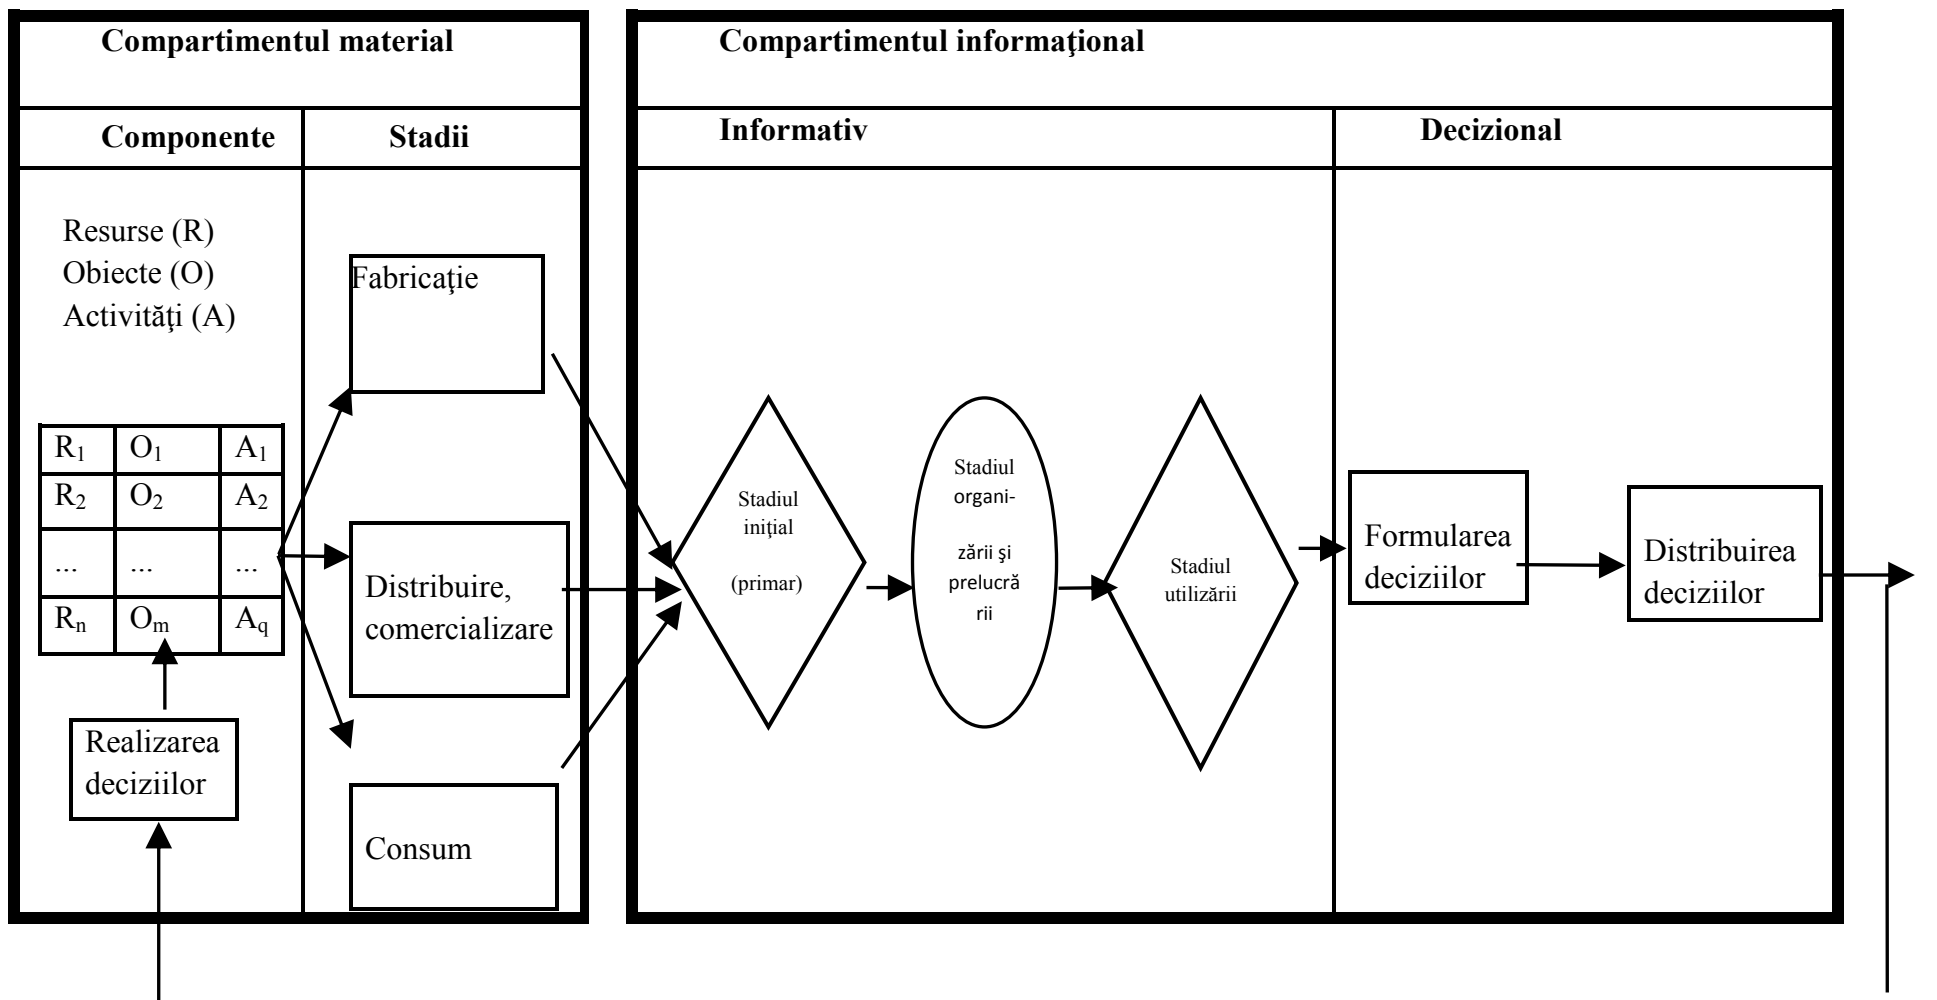 Compartimentul material
Componente
Stadii
Resurse (R)
Obiecte (O)
Activităţi (A)
R1 O1 A1
R2 O2 A2
... ... ...
Rn Om Aq
Realizarea
deciziilor
Fabricaţie
Distribuire,
comercializare
Consum
Compartimentul informaţional
Informativ
Decizional
Stadiul
iniţial
(primar)
Stadiul
organi-
zării şi
prelucră
rii
Stadiul
utilizării
Formularea
deciziilor
Distribuirea
deciziilor